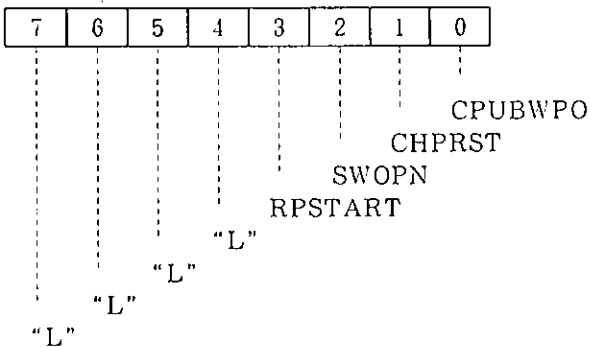 7 6 5 4 3 2 1 0
CPUBWPO
CHPRST
SWOPN
RPSTART
“L”
“L”
“L”
“L”